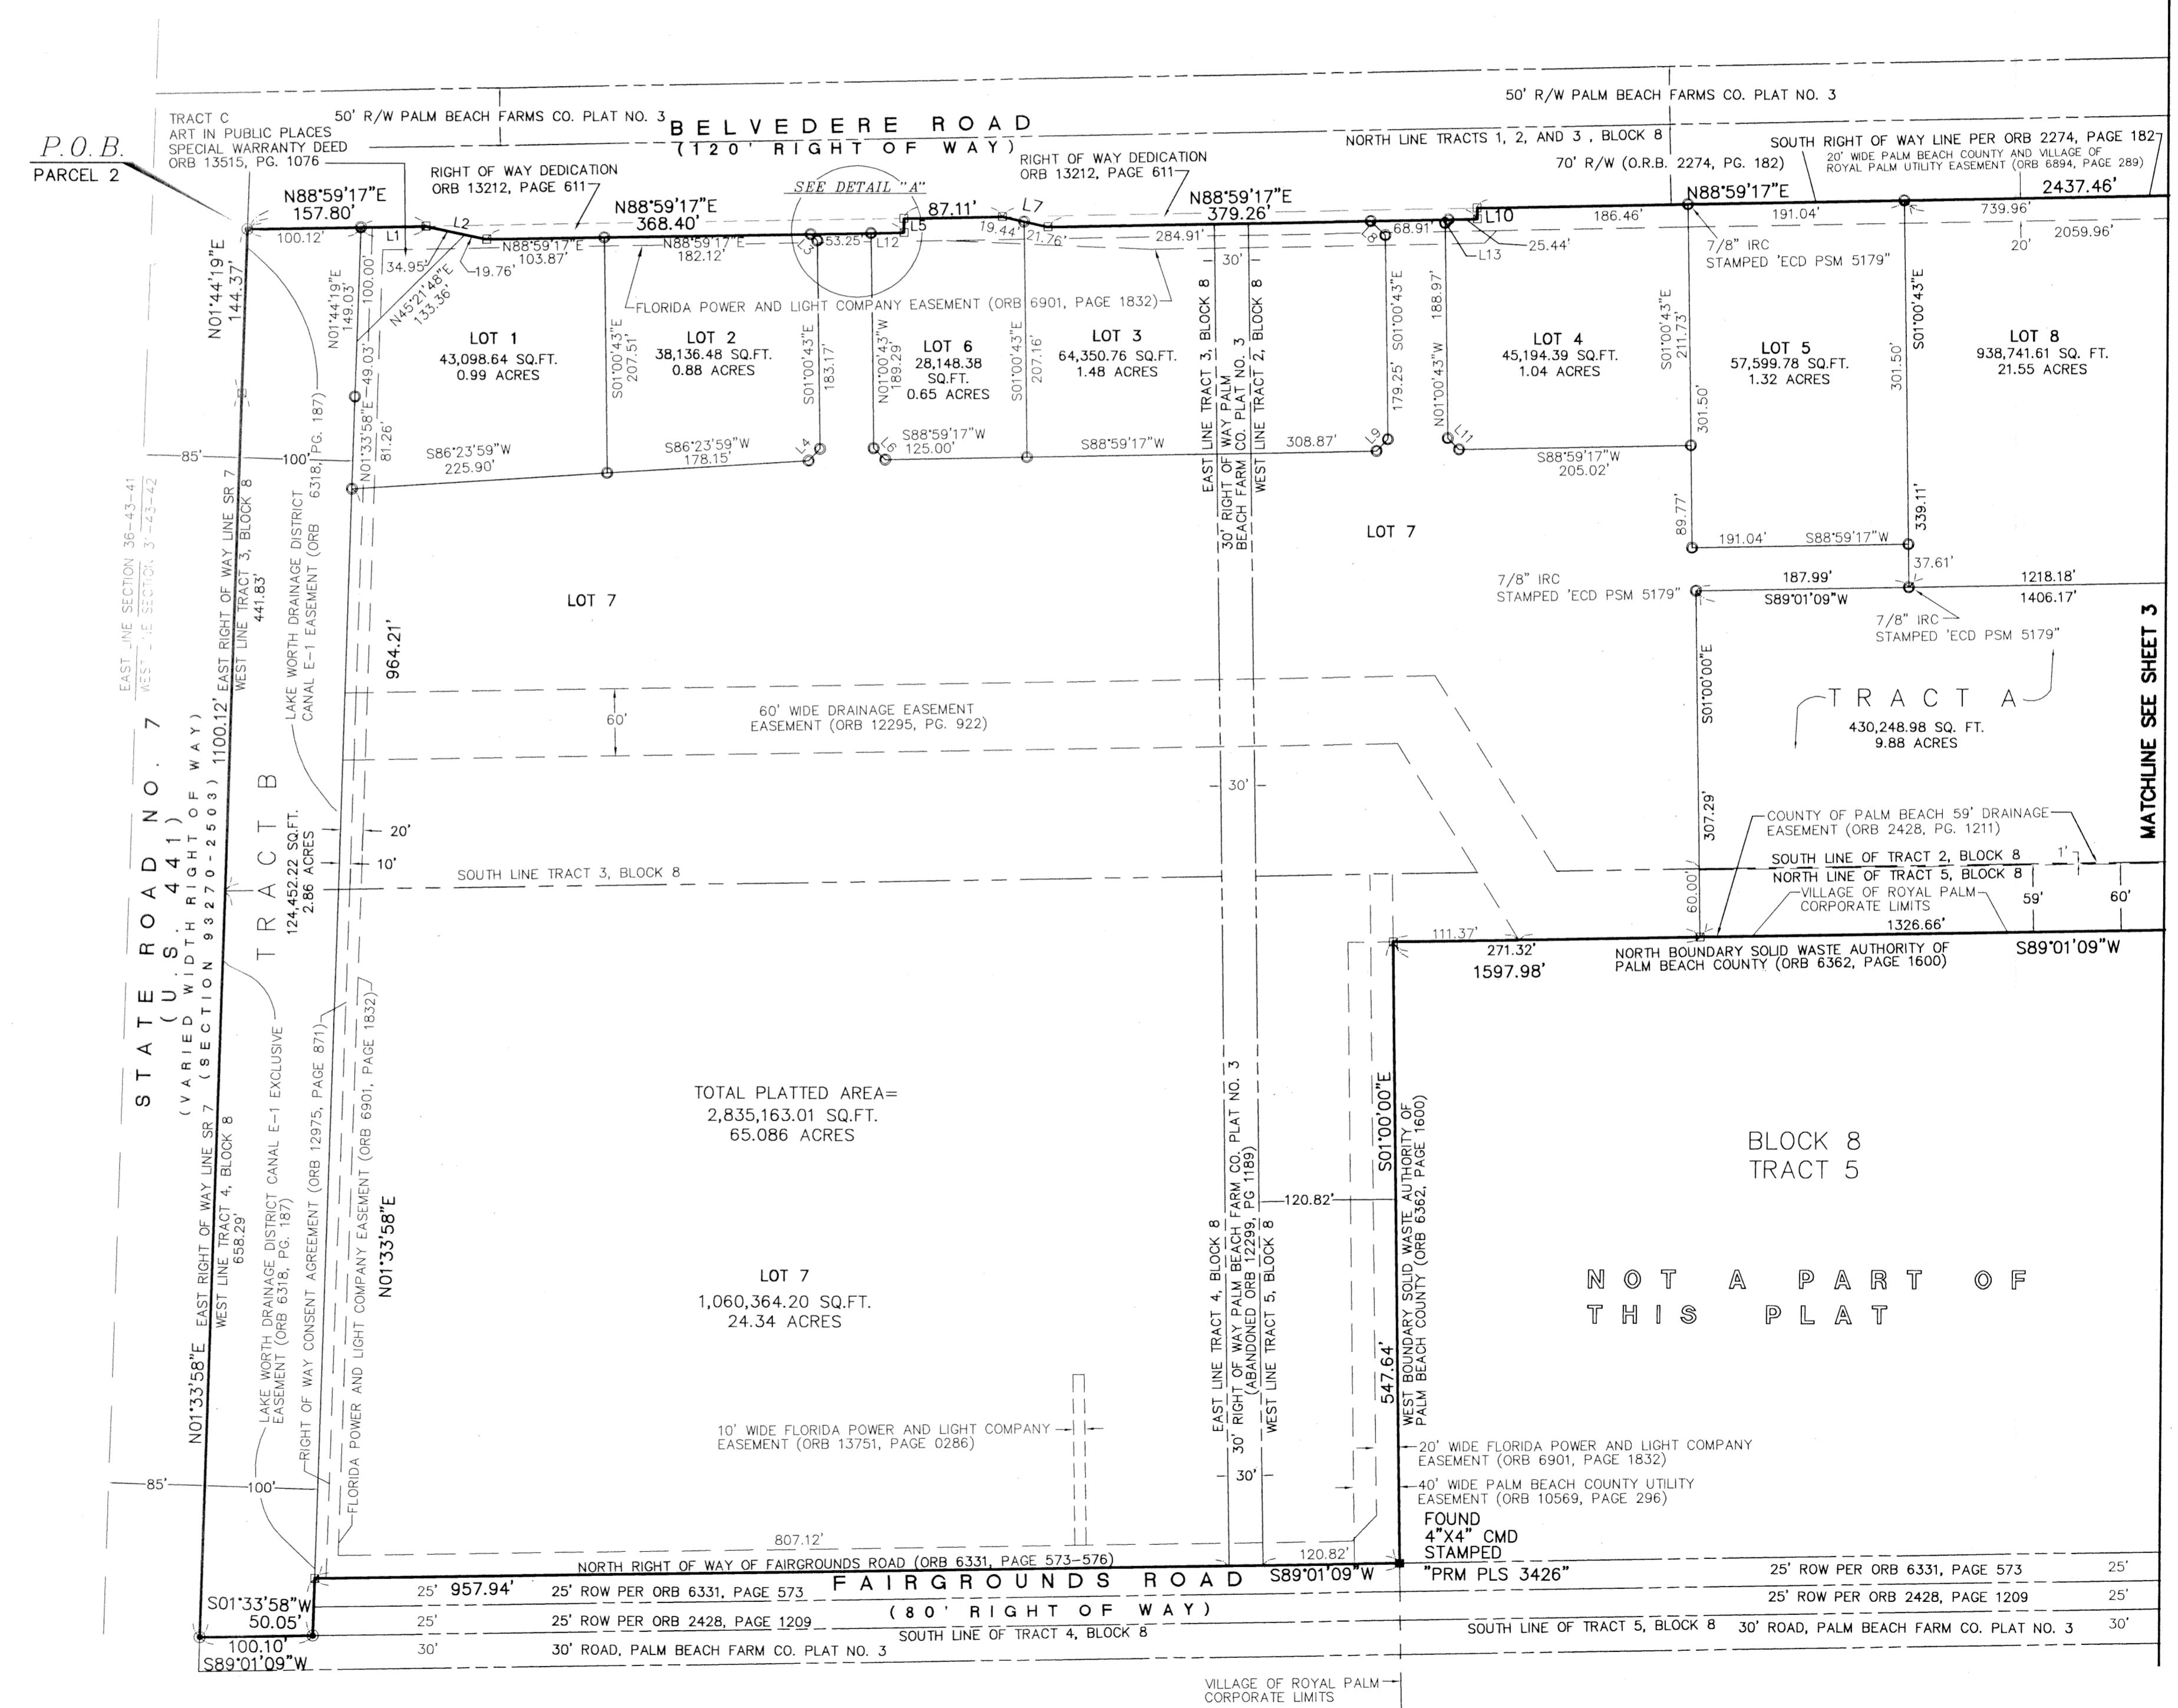 50' R/W PALM BEACH FARMS CO. PLAT NO. 3
TRACT C
ART IN PUBLIC PLACES
SPECIAL WARRANTY DEED
ORB 13515, PG. 1076
50' R/W PALM BEACH FARMS CO. PLAT NO. 3
BELVEDERE ROAD
(120' RIGHT OF WAY)
NORTH LINE TRACTS 1, 2, AND 3 , BLOCK 8
SOUTH RIGHT OF WAY LINE PER ORB 2274, PAGE 182
70' R/W (O.R.B. 2274, PG. 182)
20' WIDE PALM BEACH COUNTY AND VILLAGE OF
ROYAL PALM UTILITY EASEMENT (ORB 6894, PAGE 289)
P.O.B.
PARCEL 2
RIGHT OF WAY DEDICATION
ORB 13212, PAGE 611
RIGHT OF WAY DEDICATION
ORB 13212, PAGE 611
SEE DETAIL "A"
N88°59'17"E
157.80'
100.12'
L1
L2
34.95'
19.76'
N88°59'17"E
368.40'
N88°59'17"E
103.87'
N88°59'17"E
182.12'
L3
53.25'
L12
L5
87.11'
L7
19.44'
21.76'
N88°59'17"E
379.26'
284.91'
L8
68.91'
L10
25.44'
L13
186.46'
N88°59'17"E
191.04'
2437.46'
739.96'
2059.96'
20'
7/8" IRC
STAMPED 'ECD PSM 5179"
N01°44'19"E
144.37'
N01°44'19"E
149.03'
100.00'
49.03'
N01°33'58"E
81.26'
N45°21'48"E
133.36'
FLORIDA POWER AND LIGHT COMPANY EASEMENT (ORB 6901, PAGE 1832)
LOT 1
43,098.64 SQ.FT.
0.99 ACRES
S01°00'43"E
207.51'
LOT 2
38,136.48 SQ.FT.
0.88 ACRES
S01°00'43"E
183.17'
N01°00'43"W
189.29'
LOT 6
28,148.38
SQ.FT.
0.65 ACRES
S01°00'43"E
207.16'
LOT 3
64,350.76 SQ.FT.
1.48 ACRES
30'
EAST LINE TRACT 3, BLOCK 8
30' RIGHT OF WAY PALM
BEACH FARM CO. PLAT NO. 3
WEST LINE TRACT 2, BLOCK 8
179.25' S01°00'43"E
N01°00'43"W 188.97'
LOT 4
45,194.39 SQ.FT.
1.04 ACRES
S01°00'43"E
211.73'
301.50'
LOT 5
57,599.78 SQ.FT.
1.32 ACRES
S01°00'43"E
301.50'
339.11'
LOT 8
938,741.61 SQ. FT.
21.55 ACRES
S86°23'59"W
225.90'
S86°23'59"W
178.15'
L4
L6
S88°59'17"W
125.00'
S88°59'17"W
308.87'
L9
L11
S88°59'17"W
205.02'
89.77'
191.04'
S88°59'17"W
37.61'
85'
100'
EAST LINE SECTION 36-43-41
EAST RIGHT OF WAY LINE SR 7
WEST LINE TRACT 3, BLOCK 8
441.83'
LAKE WORTH DRAINAGE DISTRICT
CANAL E-1 EASEMENT (ORB 6318, PG. 187)
964.21'
LOT 7
LOT 7
7/8" IRC
STAMPED 'ECD PSM 5179"
187.99'
S89°01'09"W
1218.18'
1406.17'
7/8" IRC
STAMPED 'ECD PSM 5179"
MATCHLINE SEE SHEET 3
60'
60' WIDE DRAINAGE EASEMENT
EASEMENT (ORB 12295, PG. 922)
S01°00'00"E
307.29'
TRACT A
430,248.98 SQ. FT.
9.88 ACRES
STATE ROAD NO. 7
(U.S. 441)
(VARIED WIDTH RIGHT OF WAY)
(SECTION 93270-2503)
1100.12'
TRACT B
124,452.22 SQ.FT.
2.86 ACRES
20'
10'
30'
SOUTH LINE TRACT 3, BLOCK 8
COUNTY OF PALM BEACH 59' DRAINAGE
EASEMENT (ORB 2428, PG. 1211)
SOUTH LINE OF TRACT 2, BLOCK 8
1'
NORTH LINE OF TRACT 5, BLOCK 8
VILLAGE OF ROYAL PALM
CORPORATE LIMITS
59'
60'
60.00'
1326.66'
111.37'
271.32'
1597.98'
NORTH BOUNDARY SOLID WASTE AUTHORITY OF
PALM BEACH COUNTY (ORB 6362, PAGE 1600)
S89°01'09"W
EAST RIGHT OF WAY LINE SR 7
WEST LINE TRACT 4, BLOCK 8
658.29'
N01°33'58"E
LAKE WORTH DRAINAGE DISTRICT CANAL E-1 EXCLUSIVE
EASEMENT (ORB 6318, PG. 187)
RIGHT OF WAY CONSENT AGREEMENT (ORB 12975, PAGE 871)
FLORIDA POWER AND LIGHT COMPANY EASEMENT (ORB 6901, PAGE 1832)
N01°33'58"E
TOTAL PLATTED AREA=
2,835,163.01 SQ.FT.
65.086 ACRES
LOT 7
1,060,364.20 SQ.FT.
24.34 ACRES
EAST LINE TRACT 4, BLOCK 8
30' RIGHT OF WAY PALM BEACH FARM CO. PLAT NO. 3
(ABANDONED ORB 12299, PG 1189)
WEST LINE TRACT 5, BLOCK 8
120.82'
S01°00'00"E
547.64'
WEST BOUNDARY SOLID WASTE AUTHORITY OF
PALM BEACH COUNTY (ORB 6362, PAGE 1600)
BLOCK 8
TRACT 5
NOT A PART OF
THIS PLAT
10' WIDE FLORIDA POWER AND LIGHT COMPANY
EASEMENT (ORB 13751, PAGE 0286)
20' WIDE FLORIDA POWER AND LIGHT COMPANY
EASEMENT (ORB 6901, PAGE 1832)
30'
40' WIDE PALM BEACH COUNTY UTILITY
EASEMENT (ORB 10569, PAGE 296)
85'
100'
FOUND
4"X4" CMD
STAMPED
"PRM PLS 3426"
807.12'
120.82'
NORTH RIGHT OF WAY OF FAIRGROUNDS ROAD (ORB 6331, PAGE 573-576)
S89°01'09"W
25' 957.94' 25' ROW PER ORB 6331, PAGE 573
FAIRGROUNDS ROAD
(80' RIGHT OF WAY)
25' ROW PER ORB 6331, PAGE 573 25'
25' 25' ROW PER ORB 2428, PAGE 1209
25' ROW PER ORB 2428, PAGE 1209 25'
SOUTH LINE OF TRACT 4, BLOCK 8
SOUTH LINE OF TRACT 5, BLOCK 8
30' 30' ROAD, PALM BEACH FARM CO. PLAT NO. 3
30' ROAD, PALM BEACH FARM CO. PLAT NO. 3 30'
S01°33'58"W
50.05'
100.10'
S89°01'09"W
VILLAGE OF ROYAL PALM
CORPORATE LIMITS